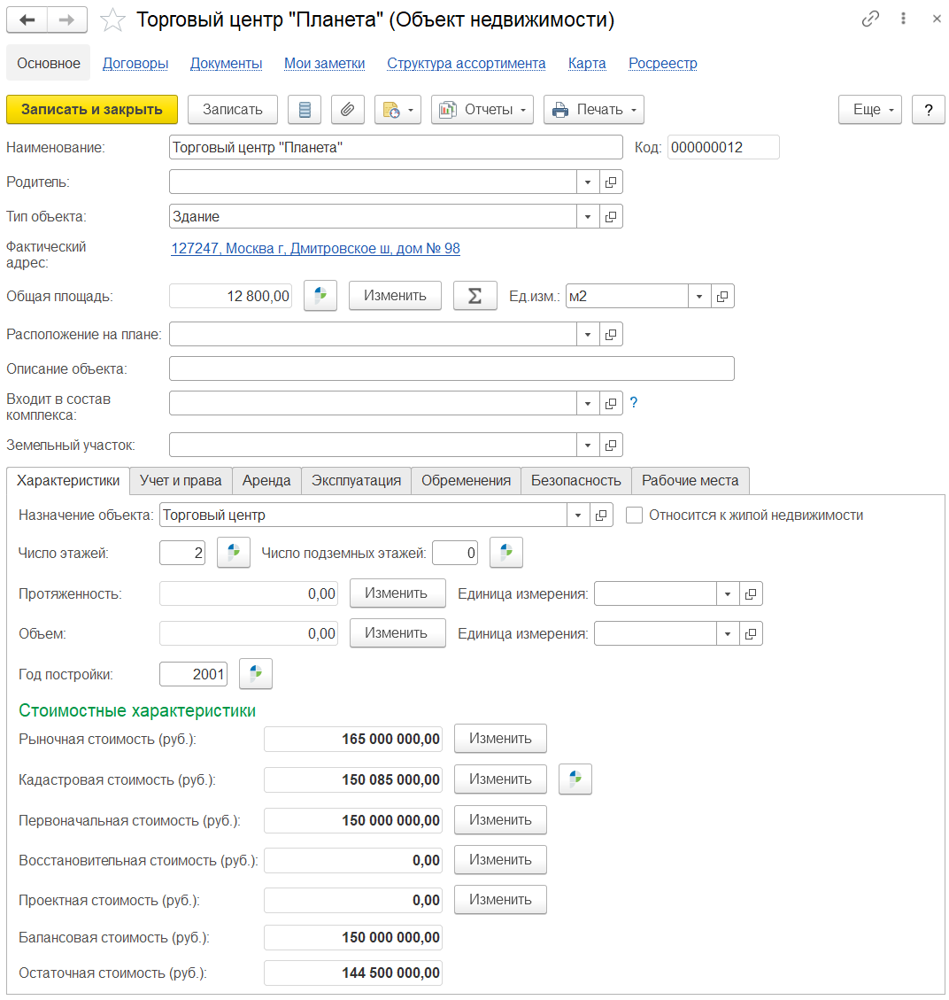 Торговый центр "Планета" (Объект недвижимости)
Основное Договоры Документы Мои заметки Структура ассортимента Карта Росреестр
Записать и закрыть Записать Отчеты Печать Еще ?
Наименование: Торговый центр "Планета" Код: 000000012
Родитель:
Тип объекта: Здание
Фактический
адрес: 127247, Москва г, Дмитровское ш, дом № 98
Общая площадь: 12 800,00 Изменить Σ Ед.изм.: м2
Расположение на плане:
Описание объекта:
Входит в состав
комплекса: ?
Земельный участок:
Характеристики Учет и права Аренда Эксплуатация Обременения Безопасность Рабочие места
Назначение объекта: Торговый центр Относится к жилой недвижимости
Число этажей: 2 Число подземных этажей: 0
Протяженность: 0,00 Изменить Единица измерения:
Объем: 0,00 Изменить Единица измерения:
Год постройки: 2001
Стоимостные характеристики
Рыночная стоимость (руб.): 165 000 000,00 Изменить
Кадастровая стоимость (руб.): 150 085 000,00 Изменить
Первоначальная стоимость (руб.): 150 000 000,00 Изменить
Восстановительная стоимость (руб.): 0,00 Изменить
Проектная стоимость (руб.): 0,00 Изменить
Балансовая стоимость (руб.): 150 000 000,00
Остаточная стоимость (руб.): 144 500 000,00